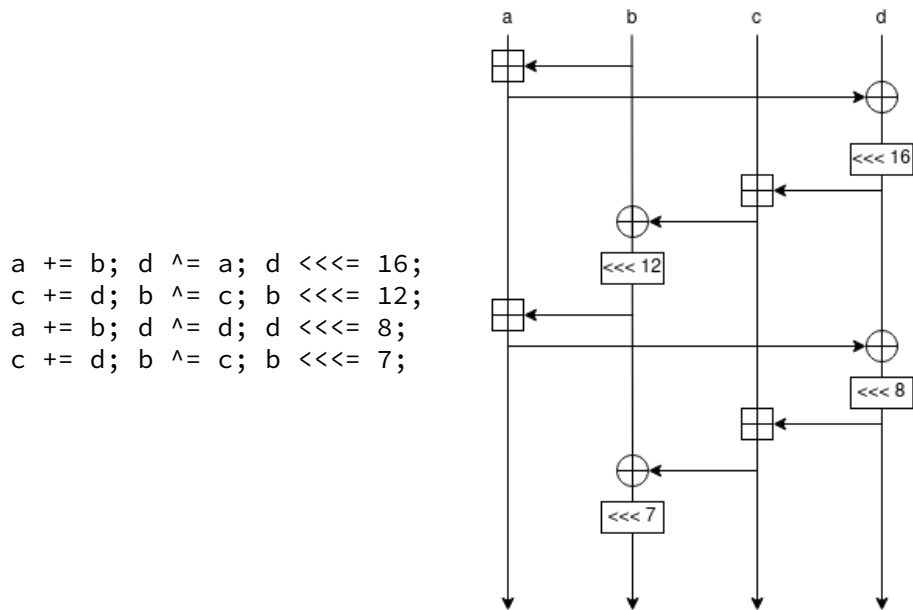 a b c d
<<< 16
<<< 12
a += b; d ^= a; d <<<= 16;
c += d; b ^= c; b <<<= 12;
a += b; d ^= d; d <<<= 8;
c += d; b ^= c; b <<<= 7;
<<< 8
<<< 7